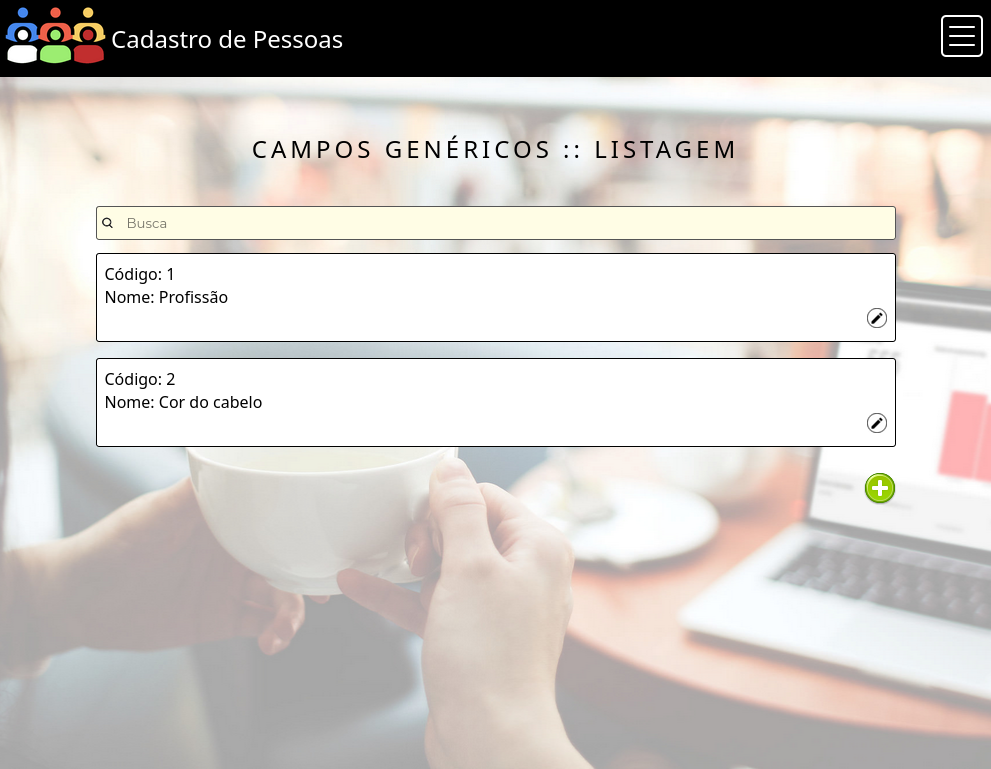 Cadastro de Pessoas
CAMPOS GENÉRICOS :: LISTAGEM
Busca
Código: 1
Nome: Profissão
Código: 2
Nome: Cor do cabelo